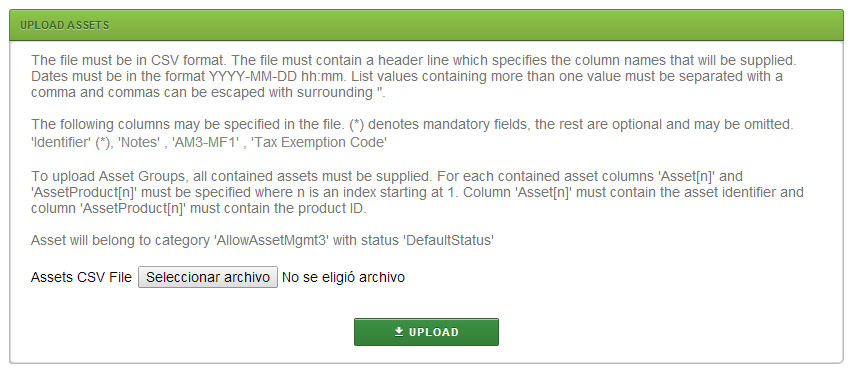 UPLOAD ASSETS
The file must be in CSV format. The file must contain a header line which specifies the column names that will be supplied.
Dates must be in the format YYYY-MM-DD hh:mm. List values containing more than one value must be separated with a
comma and commas can be escaped with surrounding ".
The following columns may be specified in the file. (*) denotes mandatory fields, the rest are optional and may be omitted.
'Identifier' (*), 'Notes' , 'AM3-MF1' , 'Tax Exemption Code'
To upload Asset Groups, all contained assets must be supplied. For each contained asset columns 'Asset[n]' and
'AssetProduct[n]' must be specified where n is an index starting at 1. Column 'Asset[n]' must contain the asset identifier and
column 'AssetProduct[n]' must contain the product ID.
Asset will belong to category 'AllowAssetMgmt3' with status 'DefaultStatus'
Assets CSV File Seleccionar archivo No se eligió archivo
UPLOAD